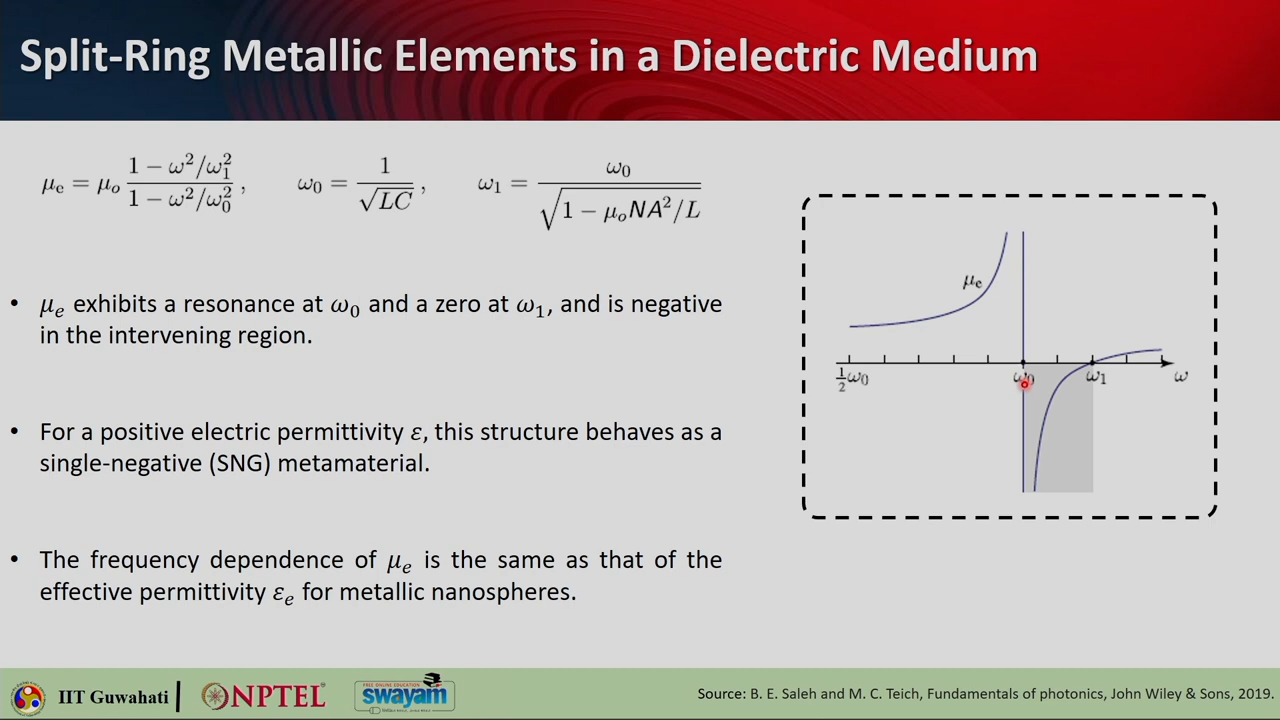 Split-Ring Metallic Elements in a Dielectric Medium
μe = μo (1 − ω²/ω1²)/(1 − ω²/ω0²) , ω0 = 1/√(LC) , ω1 = ω0/√(1 − μoNA²/L)
• μe exhibits a resonance at ω0 and a zero at ω1, and is negative
in the intervening region.
• For a positive electric permittivity ε, this structure behaves as a
single-negative (SNG) metamaterial.
• The frequency dependence of μe is the same as that of the
effective permittivity εe for metallic nanospheres.
μe
½ω0 ω0 ω1 ω
IIT Guwahati
NPTEL
FREE ONLINE EDUCATION
swayam
Source: B. E. Saleh and M. C. Teich, Fundamentals of photonics, John Wiley & Sons, 2019.